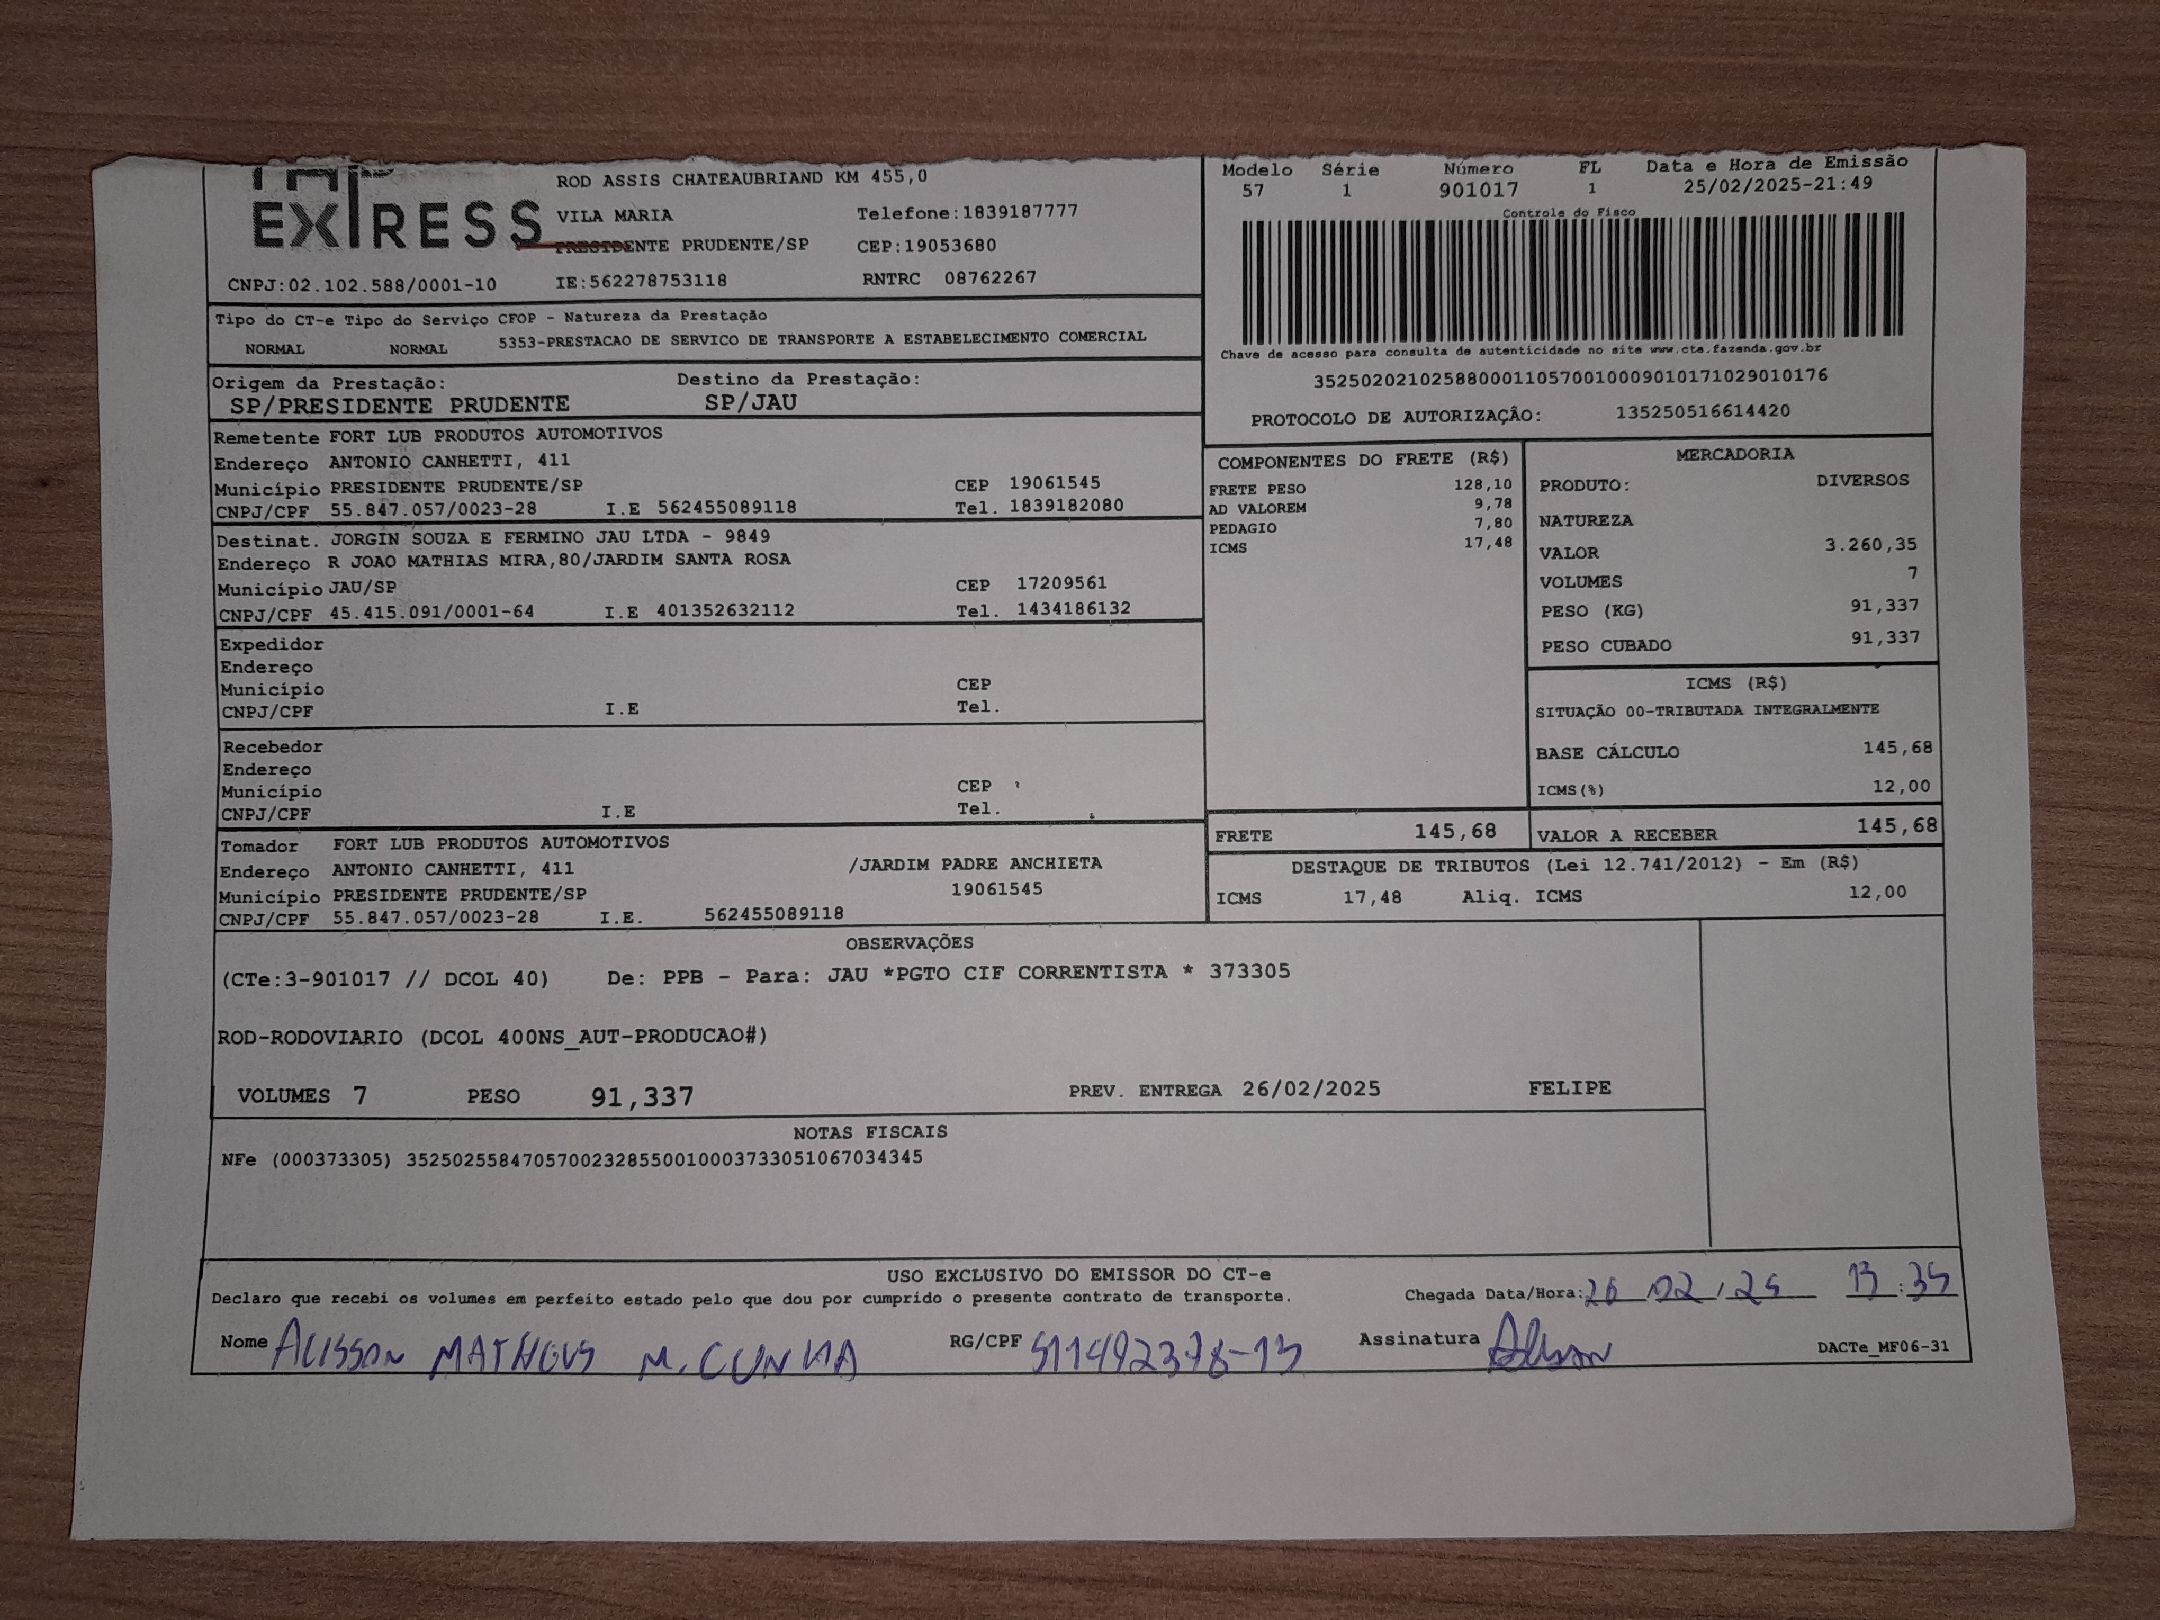 EXPRESS
ROD ASSIS CHATEAUBRIAND KM 455,0
VILA MARIA Telefone:1839187777
PRESIDENTE PRUDENTE/SP CEP:19053680
CNPJ:02.102.588/0001-10 IE:562278753118 RNTRC 08762267
Modelo Série Número FL Data e Hora de Emissão
57 1 901017 1 25/02/2025-21:49
Controle do Fisco
Chave de acesso para consulta de autenticidade no site www.cte.fazenda.gov.br
35250202102588000110570010009010171029010176
PROTOCOLO DE AUTORIZAÇÃO: 135250516614420
Tipo do CT-e Tipo do Serviço CFOP - Natureza da Prestação
NORMAL NORMAL 5353-PRESTACAO DE SERVICO DE TRANSPORTE A ESTABELECIMENTO COMERCIAL
Origem da Prestação: Destino da Prestação:
SP/PRESIDENTE PRUDENTE SP/JAU
Remetente FORT LUB PRODUTOS AUTOMOTIVOS
Endereço ANTONIO CANHETTI, 411
Município PRESIDENTE PRUDENTE/SP CEP 19061545
CNPJ/CPF 55.847.057/0023-28 I.E 562455089118 Tel. 1839182080
Destinat. JORGIN SOUZA E FERMINO JAU LTDA - 9849
Endereço R JOAO MATHIAS MIRA,80/JARDIM SANTA ROSA
Município JAU/SP CEP 17209561
CNPJ/CPF 45.415.091/0001-64 I.E 401352632112 Tel. 1434186132
Expedidor
Endereço
Município CEP
CNPJ/CPF I.E Tel.
Recebedor
Endereço
Município CEP
CNPJ/CPF I.E Tel.
Tomador FORT LUB PRODUTOS AUTOMOTIVOS
Endereço ANTONIO CANHETTI, 411 /JARDIM PADRE ANCHIETA
Município PRESIDENTE PRUDENTE/SP 19061545
CNPJ/CPF 55.847.057/0023-28 I.E. 562455089118
COMPONENTES DO FRETE (R$)
FRETE PESO 128,10
AD VALOREM 9,78
PEDAGIO 7,80
ICMS 17,48
MERCADORIA
PRODUTO: DIVERSOS
NATUREZA
VALOR 3.260,35
VOLUMES 7
PESO (KG) 91,337
PESO CUBADO 91,337
ICMS (R$)
SITUAÇÃO 00-TRIBUTADA INTEGRALMENTE
BASE CÁLCULO 145,68
ICMS(%) 12,00
FRETE 145,68 VALOR A RECEBER 145,68
DESTAQUE DE TRIBUTOS (Lei 12.741/2012) - Em (R$)
ICMS 17,48 Aliq. ICMS 12,00
OBSERVAÇÕES
(CTe:3-901017 // DCOL 40) De: PPB - Para: JAU *PGTO CIF CORRENTISTA * 373305
ROD-RODOVIARIO (DCOL 400NS_AUT-PRODUCAO#)
VOLUMES 7 PESO 91,337 PREV. ENTREGA 26/02/2025 FELIPE
NOTAS FISCAIS
NFe (000373305) 35250255847057002328550010003733051067034345
USO EXCLUSIVO DO EMISSOR DO CT-e
Declaro que recebi os volumes em perfeito estado pelo que dou por cumprido o presente contrato de transporte. Chegada Data/Hora: 26/02/25 13:35
Nome ALISSON MATHEUS M. CUNHA RG/CPF 511492378-13 Assinatura Alisson DACTe_MF06-31